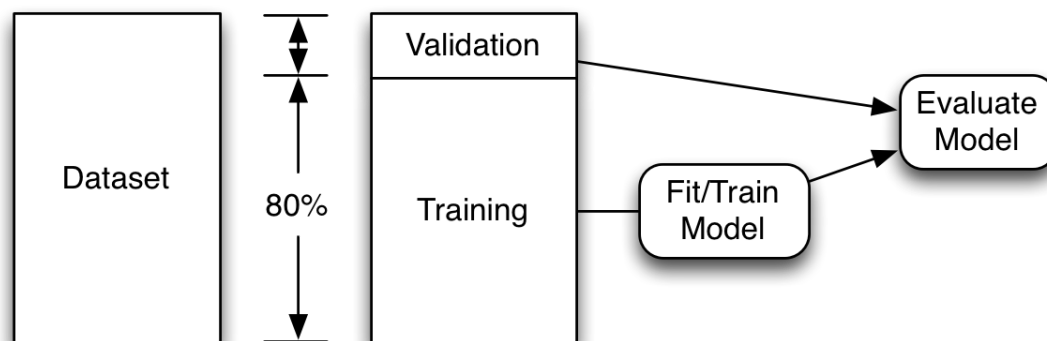 Dataset
80%
Validation
Training
Fit/Train
Model
Evaluate
Model